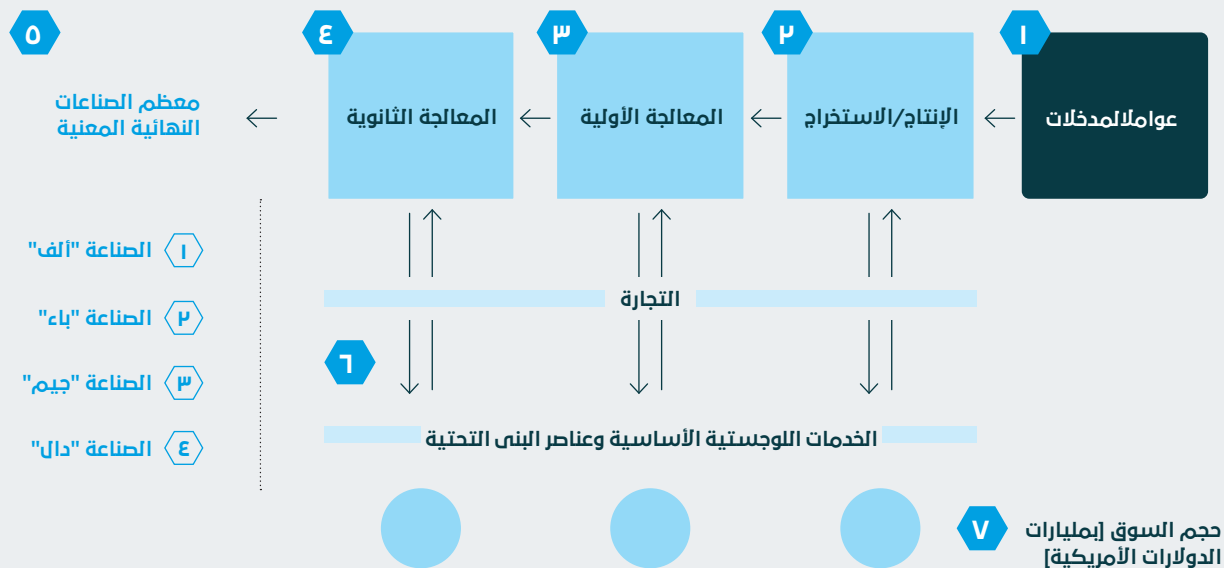 ١
عوامل المدخلات
٢
الإنتاج/الاستخراج
٣
المعالجة الأولية
٤
المعالجة الثانوية
٥
معظم الصناعات
النهائية المعنية
١ الصناعة "ألف"
٢ الصناعة "باء"
٣ الصناعة "جيم"
٤ الصناعة "دال"
التجارة
٦
الخدمات اللوجستية الأساسية وعناصر البنى التحتية
٧
حجم السوق [بمليارات
الدولارات الأمريكية]